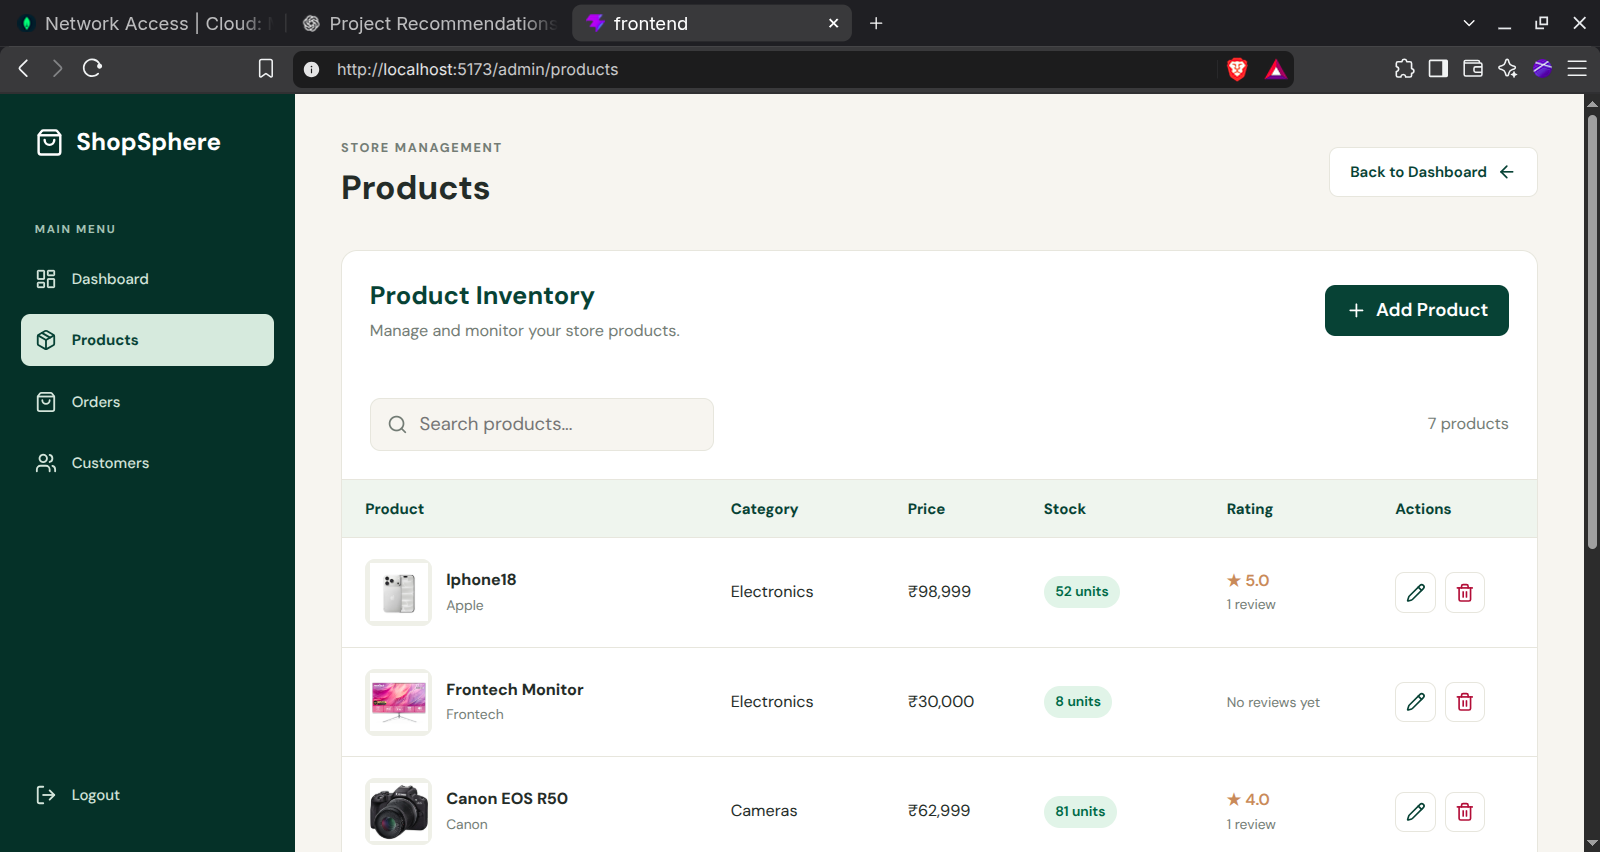 Network Access | Cloud:
Project Recommendations
frontend
http://localhost:5173/admin/products
ShopSphere
MAIN MENU
Dashboard
Products
Orders
Customers
Logout
STORE MANAGEMENT
Products
Back to Dashboard
Product Inventory
Manage and monitor your store products.
Add Product
Search products...
7 products
Product Category Price Stock Rating Actions
Iphone18
Apple
Electronics
₹98,999
52 units
★ 5.0
1 review
Frontech Monitor
Frontech
Electronics
₹30,000
8 units
No reviews yet
Canon EOS R50
Canon
Cameras
₹62,999
81 units
★ 4.0
1 review